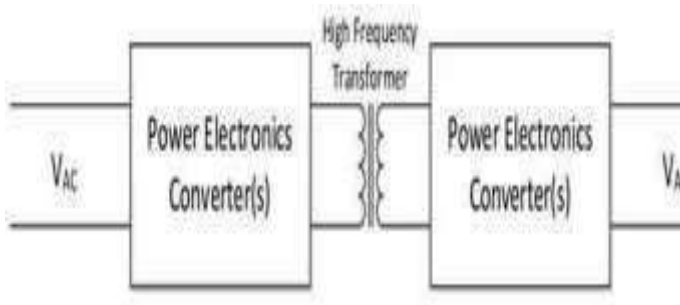 High Frequency
Transformer
Power Electronics
Converter(s)
Power Electronics
Converter(s)
VAC